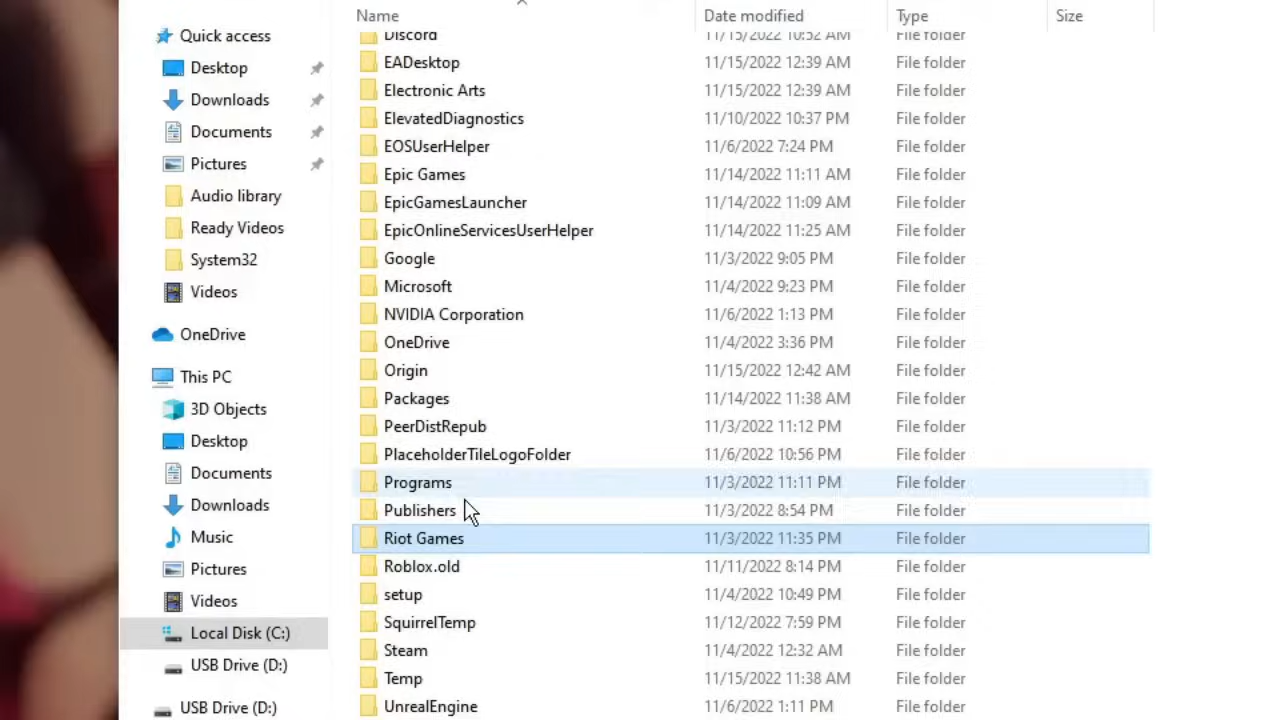 Name Date modified Type Size
Quick access
Desktop
Downloads
Documents
Pictures
Audio library
Ready Videos
System32
Videos
OneDrive
This PC
3D Objects
Desktop
Documents
Downloads
Music
Pictures
Videos
Local Disk (C:)
USB Drive (D:)
USB Drive (D:)
Discord 11/15/2022 10:52 AM File folder
EADesktop 11/15/2022 12:39 AM File folder
Electronic Arts 11/15/2022 12:39 AM File folder
ElevatedDiagnostics 11/10/2022 10:37 PM File folder
EOSUserHelper 11/6/2022 7:24 PM File folder
Epic Games 11/14/2022 11:11 AM File folder
EpicGamesLauncher 11/14/2022 11:09 AM File folder
EpicOnlineServicesUserHelper 11/14/2022 11:25 AM File folder
Google 11/3/2022 9:05 PM File folder
Microsoft 11/4/2022 9:23 PM File folder
NVIDIA Corporation 11/6/2022 1:13 PM File folder
OneDrive 11/4/2022 3:36 PM File folder
Origin 11/15/2022 12:42 AM File folder
Packages 11/14/2022 11:38 AM File folder
PeerDistRepub 11/3/2022 11:12 PM File folder
PlaceholderTileLogoFolder 11/6/2022 10:56 PM File folder
Programs 11/3/2022 11:11 PM File folder
Publishers 11/3/2022 8:54 PM File folder
Riot Games 11/3/2022 11:35 PM File folder
Roblox.old 11/11/2022 8:14 PM File folder
setup 11/4/2022 10:49 PM File folder
SquirrelTemp 11/12/2022 7:59 PM File folder
Steam 11/4/2022 12:32 AM File folder
Temp 11/15/2022 11:38 AM File folder
UnrealEngine 11/6/2022 1:11 PM File folder